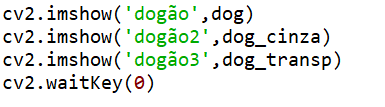 cv2.imshow('dogão',dog)
cv2.imshow('dogão2',dog_cinza)
cv2.imshow('dogão3',dog_transp)
cv2.waitKey(0)